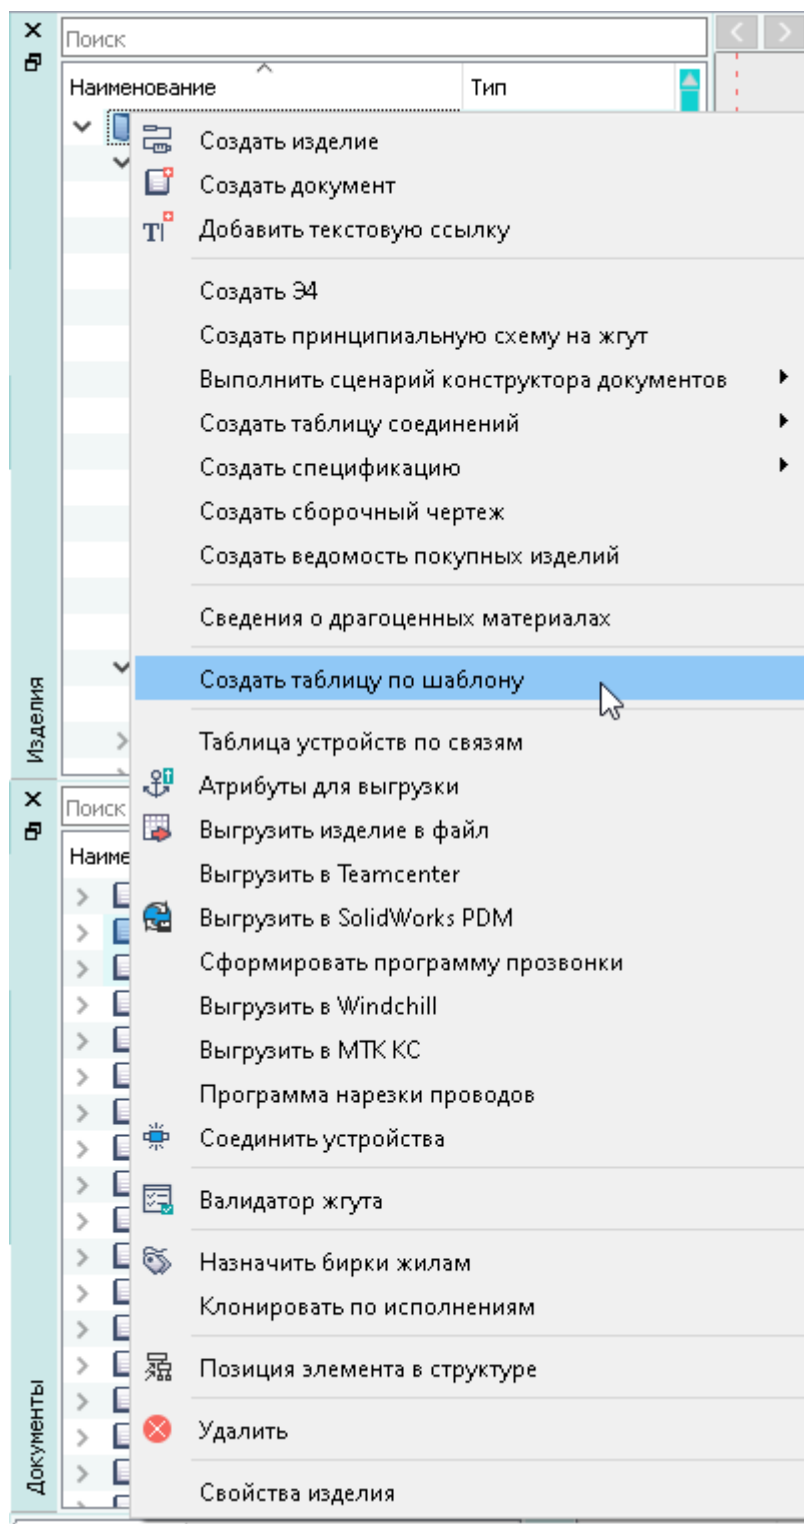 Поиск
Наименование Тип
Создать изделие
Создать документ
Добавить текстовую ссылку
Создать Э4
Создать принципиальную схему на жгут
Выполнить сценарий конструктора документов
Создать таблицу соединений
Создать спецификацию
Создать сборочный чертеж
Создать ведомость покупных изделий
Сведения о драгоценных материалах
Создать таблицу по шаблону
Таблица устройств по связям
Атрибуты для выгрузки
Выгрузить изделие в файл
Выгрузить в Teamcenter
Выгрузить в SolidWorks PDM
Сформировать программу прозвонки
Выгрузить в Windchill
Выгрузить в МТК КС
Программа нарезки проводов
Соединить устройства
Валидатор жгута
Назначить бирки жилам
Клонировать по исполнениям
Позиция элемента в структуре
Удалить
Свойства изделия
Изделия
Поиск
Наиме
Документы